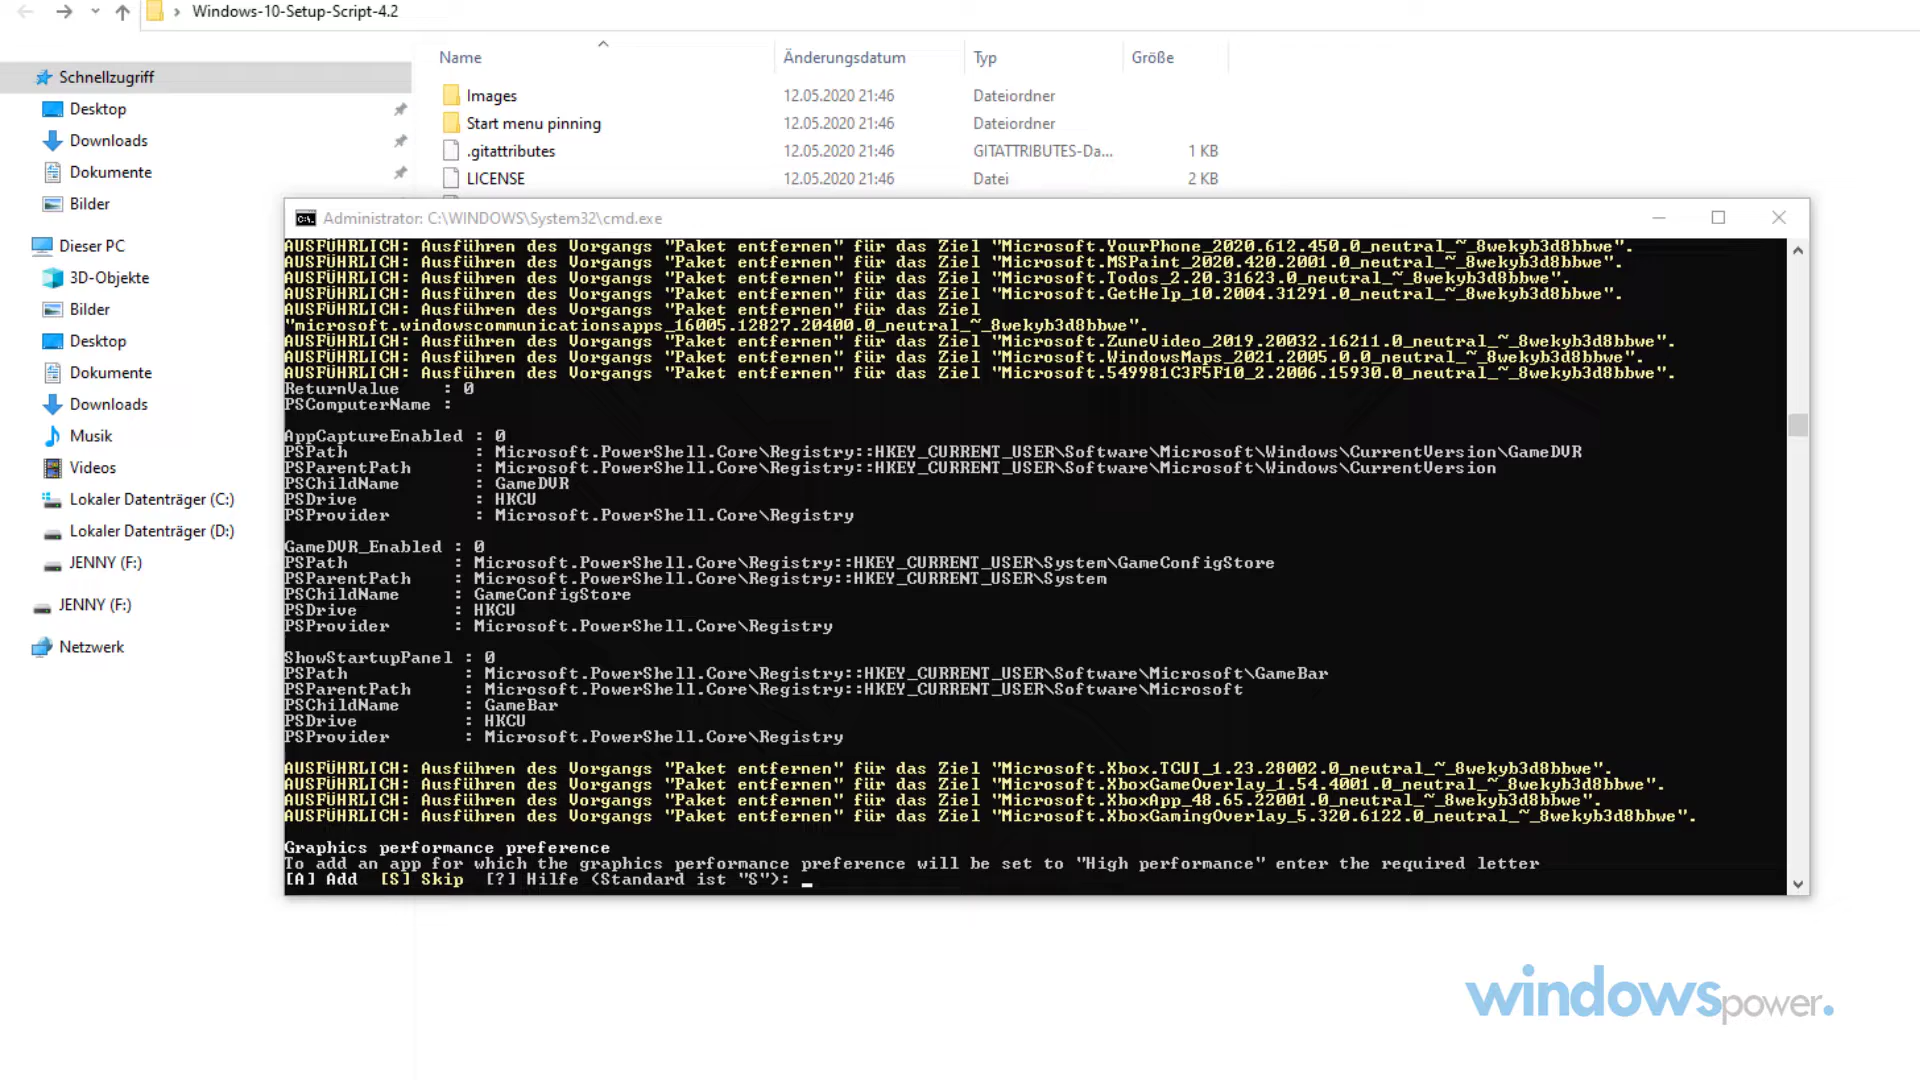 Windows-10-Setup-Script-4.2
Name Änderungsdatum Typ Größe
Schnellzugriff
Desktop
Downloads
Dokumente
Bilder
Dieser PC
3D-Objekte
Bilder
Desktop
Dokumente
Downloads
Musik
Videos
Lokaler Datenträger (C:)
Lokaler Datenträger (D:)
JENNY (F:)
JENNY (F:)
Netzwerk
Images 12.05.2020 21:46 Dateiordner
Start menu pinning 12.05.2020 21:46 Dateiordner
.gitattributes 12.05.2020 21:46 GITATTRIBUTES-Da... 1 KB
LICENSE 12.05.2020 21:46 Datei 2 KB
Administrator: C:\WINDOWS\System32\cmd.exe
AUSFÜHRLICH: Ausführen des Vorgangs "Paket entfernen" für das Ziel "Microsoft.YourPhone_2020.612.450.0_neutral_~_8wekyb3d8bbwe".
AUSFÜHRLICH: Ausführen des Vorgangs "Paket entfernen" für das Ziel "Microsoft.MSPaint_2020.420.2001.0_neutral_~_8wekyb3d8bbwe".
AUSFÜHRLICH: Ausführen des Vorgangs "Paket entfernen" für das Ziel "Microsoft.Todos_2.20.31623.0_neutral_~_8wekyb3d8bbwe".
AUSFÜHRLICH: Ausführen des Vorgangs "Paket entfernen" für das Ziel "Microsoft.GetHelp_10.2004.31291.0_neutral_~_8wekyb3d8bbwe".
AUSFÜHRLICH: Ausführen des Vorgangs "Paket entfernen" für das Ziel
"microsoft.windowscommunicationsapps_16005.12827.20400.0_neutral_~_8wekyb3d8bbwe".
AUSFÜHRLICH: Ausführen des Vorgangs "Paket entfernen" für das Ziel "Microsoft.ZuneVideo_2019.20032.16211.0_neutral_~_8wekyb3d8bbwe".
AUSFÜHRLICH: Ausführen des Vorgangs "Paket entfernen" für das Ziel "Microsoft.WindowsMaps_2021.2005.0.0_neutral_~_8wekyb3d8bbwe".
AUSFÜHRLICH: Ausführen des Vorgangs "Paket entfernen" für das Ziel "Microsoft.549981C3F5F10_2.2006.15930.0_neutral_~_8wekyb3d8bbwe".
ReturnValue : 0
PSComputerName :
AppCaptureEnabled : 0
PSPath : Microsoft.PowerShell.Core\Registry::HKEY_CURRENT_USER\Software\Microsoft\Windows\CurrentVersion\GameDVR
PSParentPath : Microsoft.PowerShell.Core\Registry::HKEY_CURRENT_USER\Software\Microsoft\Windows\CurrentVersion
PSChildName : GameDVR
PSDrive : HKCU
PSProvider : Microsoft.PowerShell.Core\Registry
GameDVR_Enabled : 0
PSPath : Microsoft.PowerShell.Core\Registry::HKEY_CURRENT_USER\System\GameConfigStore
PSParentPath : Microsoft.PowerShell.Core\Registry::HKEY_CURRENT_USER\System
PSChildName : GameConfigStore
PSDrive : HKCU
PSProvider : Microsoft.PowerShell.Core\Registry
ShowStartupPanel : 0
PSPath : Microsoft.PowerShell.Core\Registry::HKEY_CURRENT_USER\Software\Microsoft\GameBar
PSParentPath : Microsoft.PowerShell.Core\Registry::HKEY_CURRENT_USER\Software\Microsoft
PSChildName : GameBar
PSDrive : HKCU
PSProvider : Microsoft.PowerShell.Core\Registry
AUSFÜHRLICH: Ausführen des Vorgangs "Paket entfernen" für das Ziel "Microsoft.Xbox.TCUI_1.23.28002.0_neutral_~_8wekyb3d8bbwe".
AUSFÜHRLICH: Ausführen des Vorgangs "Paket entfernen" für das Ziel "Microsoft.XboxGameOverlay_1.54.4001.0_neutral_~_8wekyb3d8bbwe".
AUSFÜHRLICH: Ausführen des Vorgangs "Paket entfernen" für das Ziel "Microsoft.XboxApp_48.65.22001.0_neutral_~_8wekyb3d8bbwe".
AUSFÜHRLICH: Ausführen des Vorgangs "Paket entfernen" für das Ziel "Microsoft.XboxGamingOverlay_5.320.6122.0_neutral_~_8wekyb3d8bbwe".
Graphics performance preference
To add an app for which the graphics performance preference will be set to "High performance" enter the required letter
[A] Add [S] Skip [?] Hilfe (Standard ist "S"): _
windowspower.